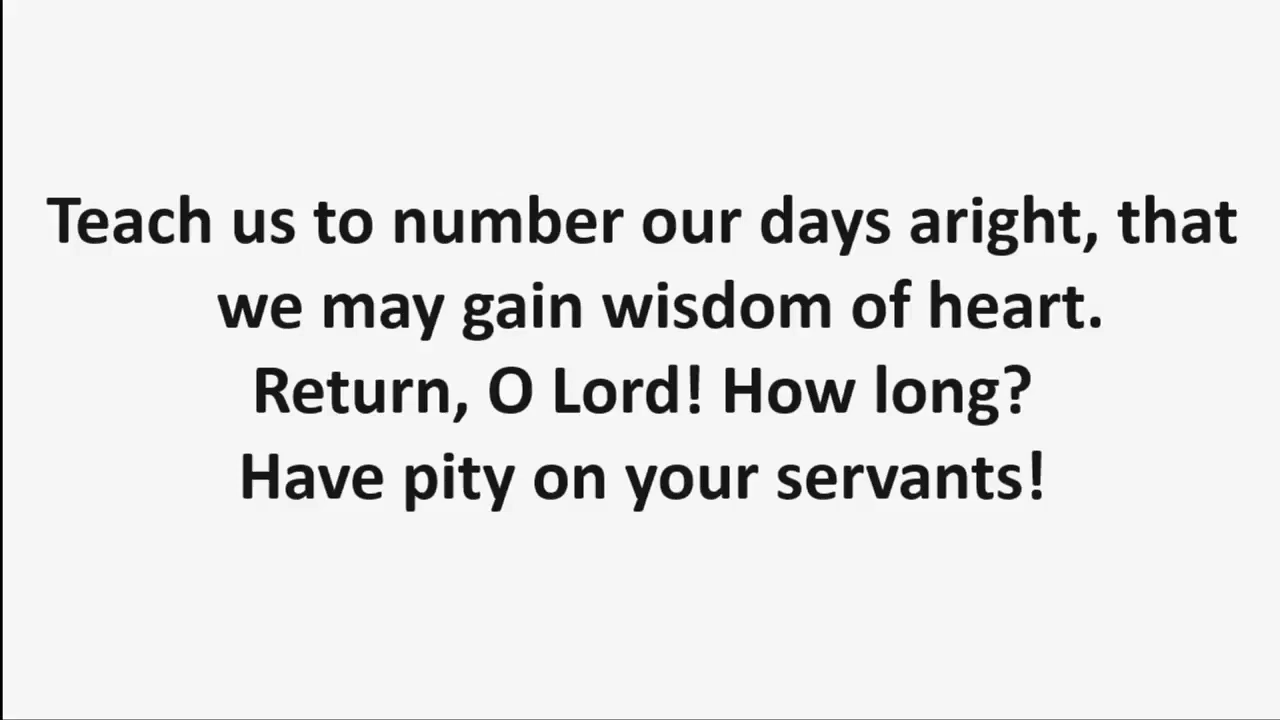 Teach us to number our days aright, that
we may gain wisdom of heart.
Return, O Lord! How long?
Have pity on your servants!